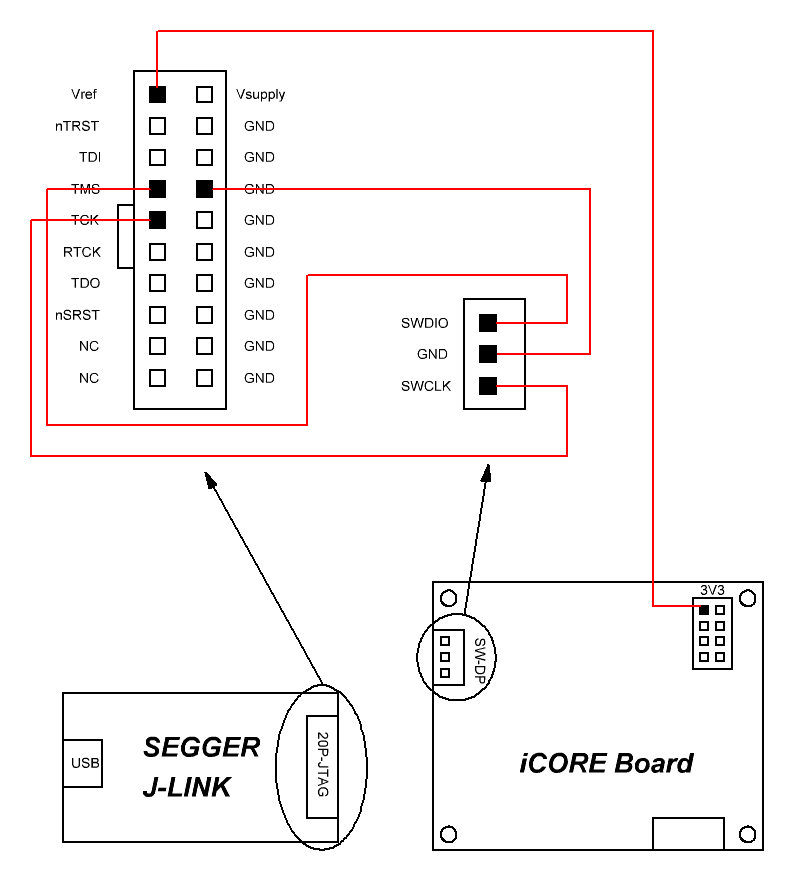 Vref Vsupply
nTRST GND
TDI GND
TMS GND
TCK GND
RTCK GND
TDO GND
nSRST GND
NC GND
NC GND
SWDIO
GND
SWCLK
3V3
SW-DP
iCORE Board
USB
SEGGER
J-LINK
20P-JTAG